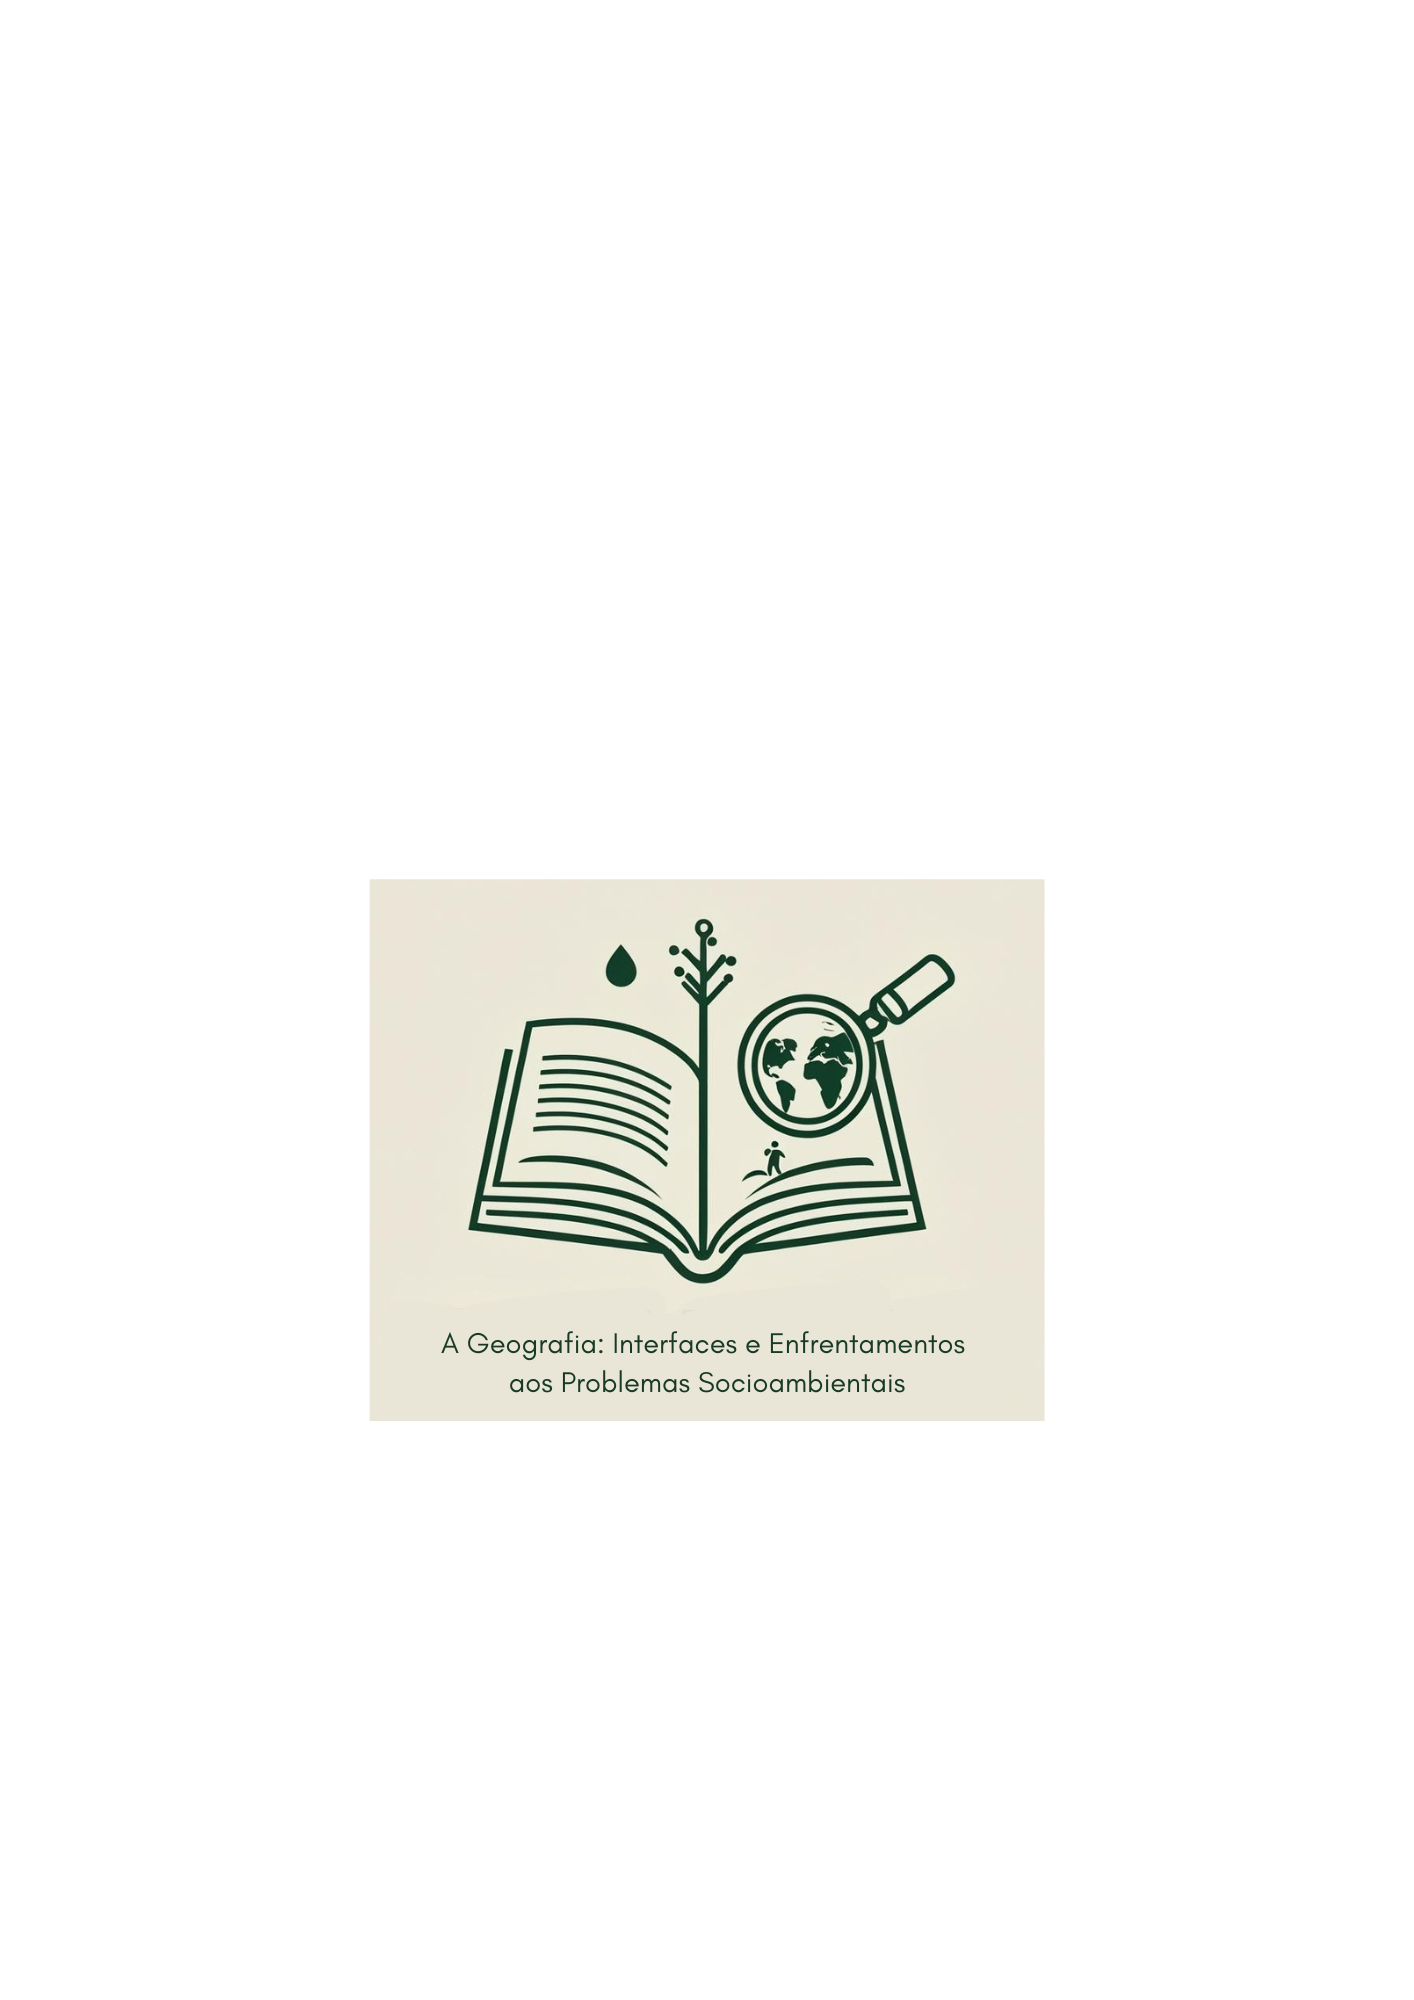 A Geografia: Interfaces e Enfrentamentos
aos Problemas Socioambientais